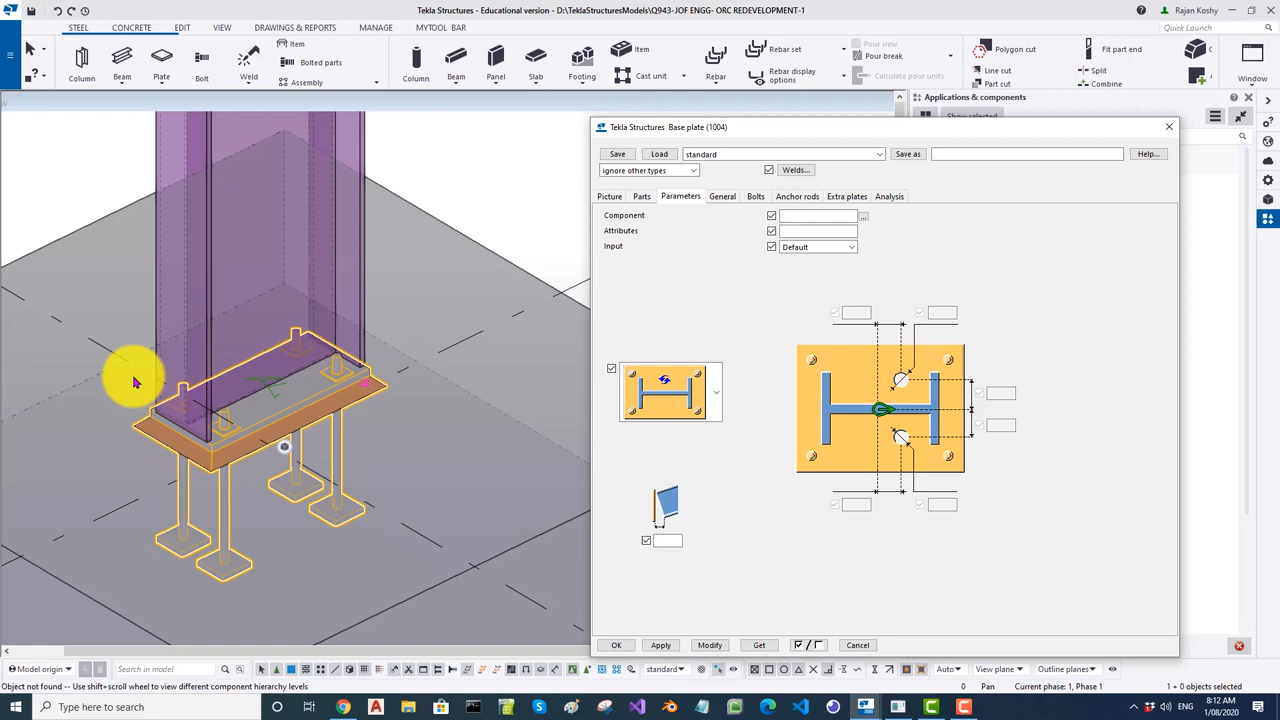 Tekla Structures - Educational version - D:\TeklaStructuresModels\Q943-JOF ENGG- ORC REDEVELOPMENT-1
Rajan Koshy
STEEL CONCRETE EDIT VIEW DRAWINGS & REPORTS MANAGE MYTOOL BAR
Quick Launch
Column Beam Plate Bolt Weld
Item
Bolted parts
Assembly
Column Beam Panel Slab Footing
Item
Cast unit
Rebar
Rebar set
Rebar display options
Pour view
Pour break
Calculate pour units
Polygon cut
Line cut
Part cut
Fit part end
Split
Combine
C
Window
Applications & components
Show selected
Tekla Structures Base plate (1004)
Save Load standard Save as Help...
ignore other types Welds...
Picture Parts Parameters General Bolts Anchor rods Extra plates Analysis
Component ...
Attributes
Input Default
OK Apply Modify Get / Cancel
Model origin Search in model standard Auto View plane Outline planes
Object not found -- Use shift+scroll wheel to view different component hierarchy levels
0 Pan Current phase: 1, Phase 1 1 + 0 objects selected
Type here to search
ENG 8:12 AM
1/08/2020